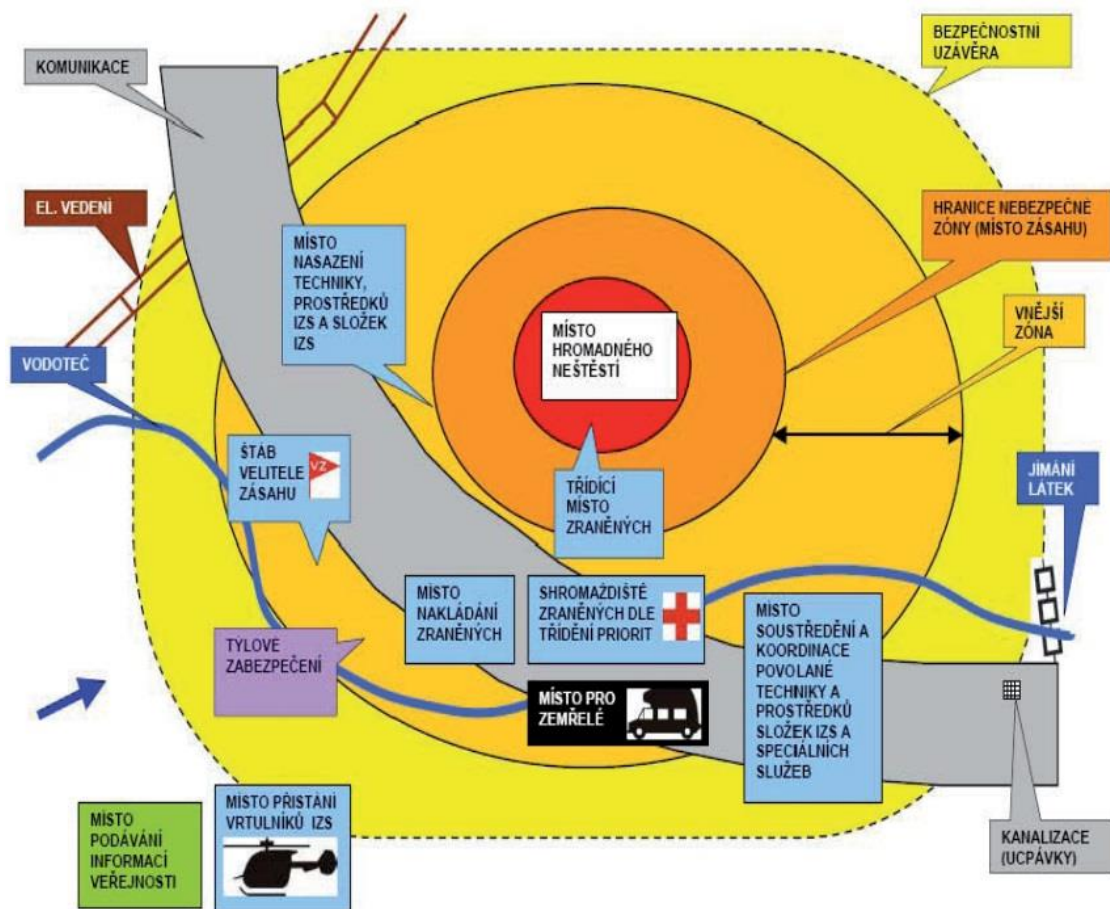 KOMUNIKACE
BEZPEČNOSTNI
UZÁVĚRA
EL. VEDENÍ
HRANICE NEBEZPEČNÉ
ZÓNY (MÍSTO ZÁSAHU)
MÍSTO
NASAZENÍ
TECHNIKY,
PROSTŘEDKŮ
IZS A SLOŽEK
IZS
VNĚJŠÍ
ZÓNA
MÍSTO
HROMADNÉHO
NEŠTĚSTÍ
VODOTEČ
ŠTÁB
VELITELE
ZÁSAHU
VZ
TŘÍDÍCÍ
MÍSTO
ZRANĚNÝCH
JÍMÁNÍ
LÁTEK
MÍSTO
NAKLÁDÁNÍ
ZRANĚNÝCH
SHROMAŽDIŠTĚ
ZRANĚNÝCH DLE
TŘÍDĚNÍ PRIORIT
MÍSTO
SOUSTŘEDĚNÍ A
KOORDINACE
POVOLANÉ
TECHNIKY A
PROSTŘEDKŮ
SLOŽEK IZS A
SPECIÁLNÍCH
SLUŽEB
TÝLOVÉ
ZABEZPEČENÍ
MÍSTO PRO
ZEMŘELÉ
MÍSTO
PODÁVÁNÍ
INFORMACÍ
VEŘEJNOSTI
MÍSTO PŘISTÁNÍ
VRTULNÍKŮ IZS
KANALIZACE
(UCPÁVKY)